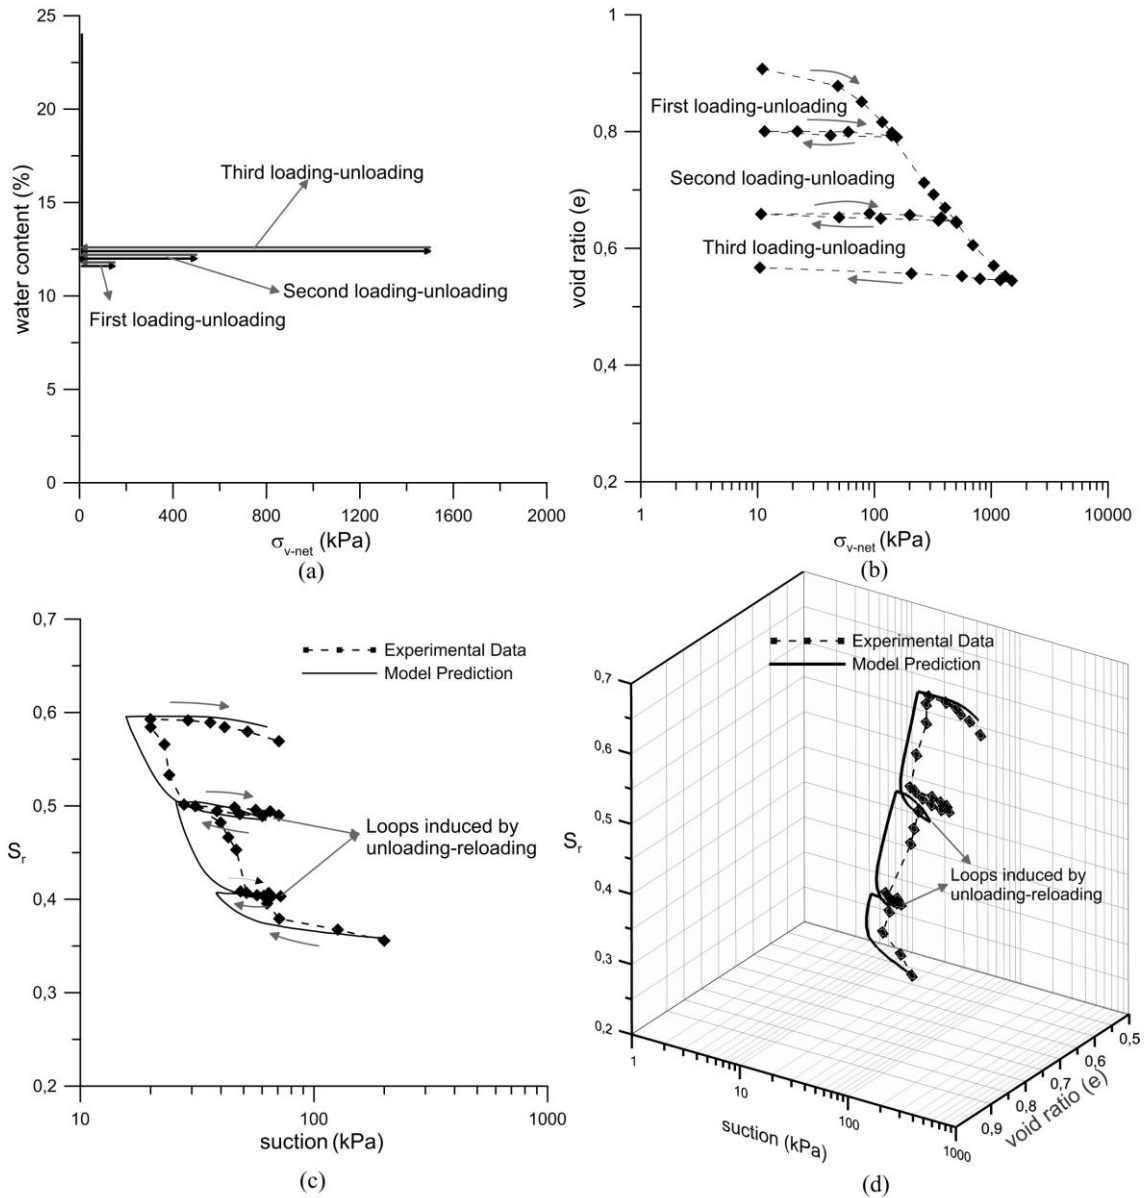 25
20
15
10
5
0
water content (%)
Third loading-unloading
Second loading-unloading
First loading-unloading
0
400
800
1200
1600
2000
σv-net (kPa)
(a)
1
0,8
0,6
0,4
0,2
void ratio (e)
First loading-unloading
Second loading-unloading
Third loading-unloading
1
10
100
1000
10000
σv-net (kPa)
(b)
0,7
0,6
0,5
0,4
0,3
0,2
Sr
Experimental Data
Model Prediction
Loops induced by
unloading-reloading
10
100
1000
suction (kPa)
(c)
Experimental Data
Model Prediction
0,7
0,6
0,5
0,4
0,3
0,2
Sr
Loops induced by
unloading-reloading
1
10
100
1000
suction (kPa)
0,5
0,6
0,7
0,8
0,9
void ratio (e)
(d)